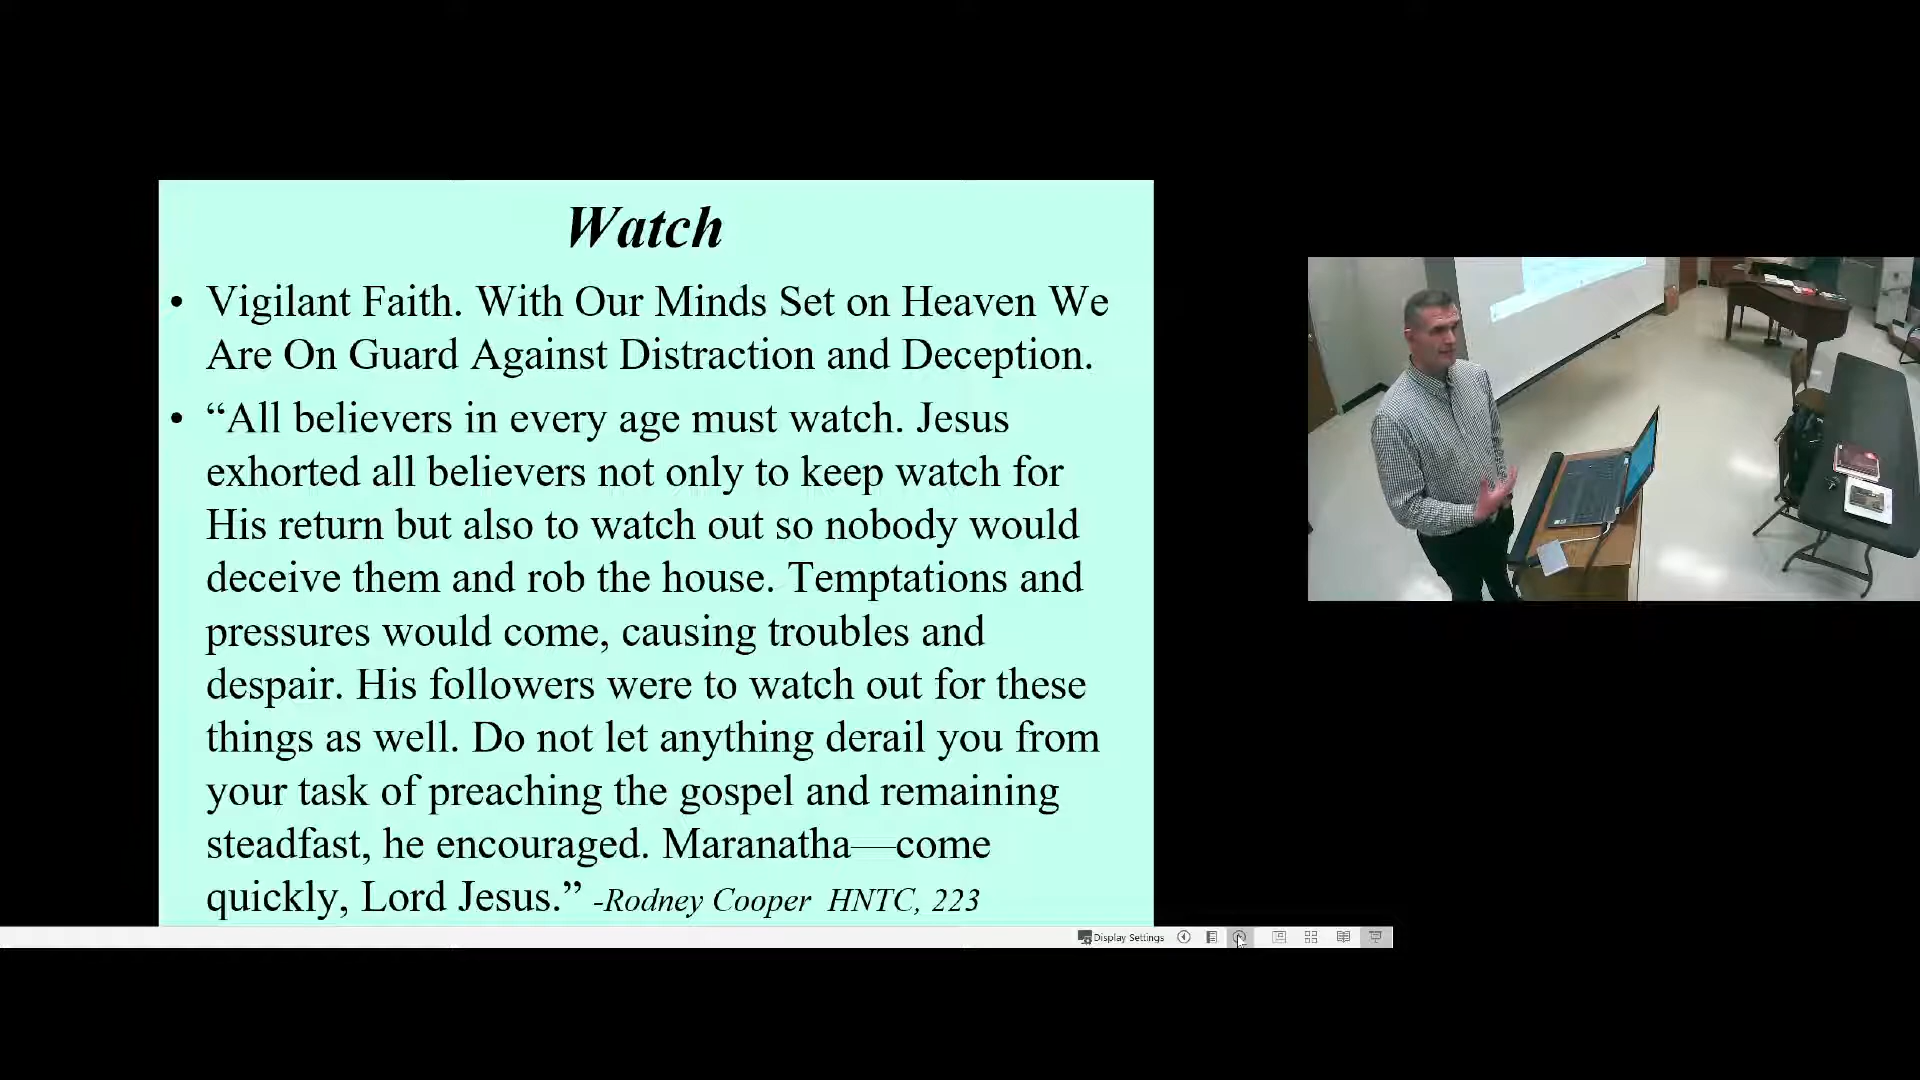 Watch
• Vigilant Faith. With Our Minds Set on Heaven We
Are On Guard Against Distraction and Deception.
• “All believers in every age must watch. Jesus
exhorted all believers not only to keep watch for
His return but also to watch out so nobody would
deceive them and rob the house. Temptations and
pressures would come, causing troubles and
despair. His followers were to watch out for these
things as well. Do not let anything derail you from
your task of preaching the gospel and remaining
steadfast, he encouraged. Maranatha—come
quickly, Lord Jesus.” -Rodney Cooper HNTC, 223
Display Settings